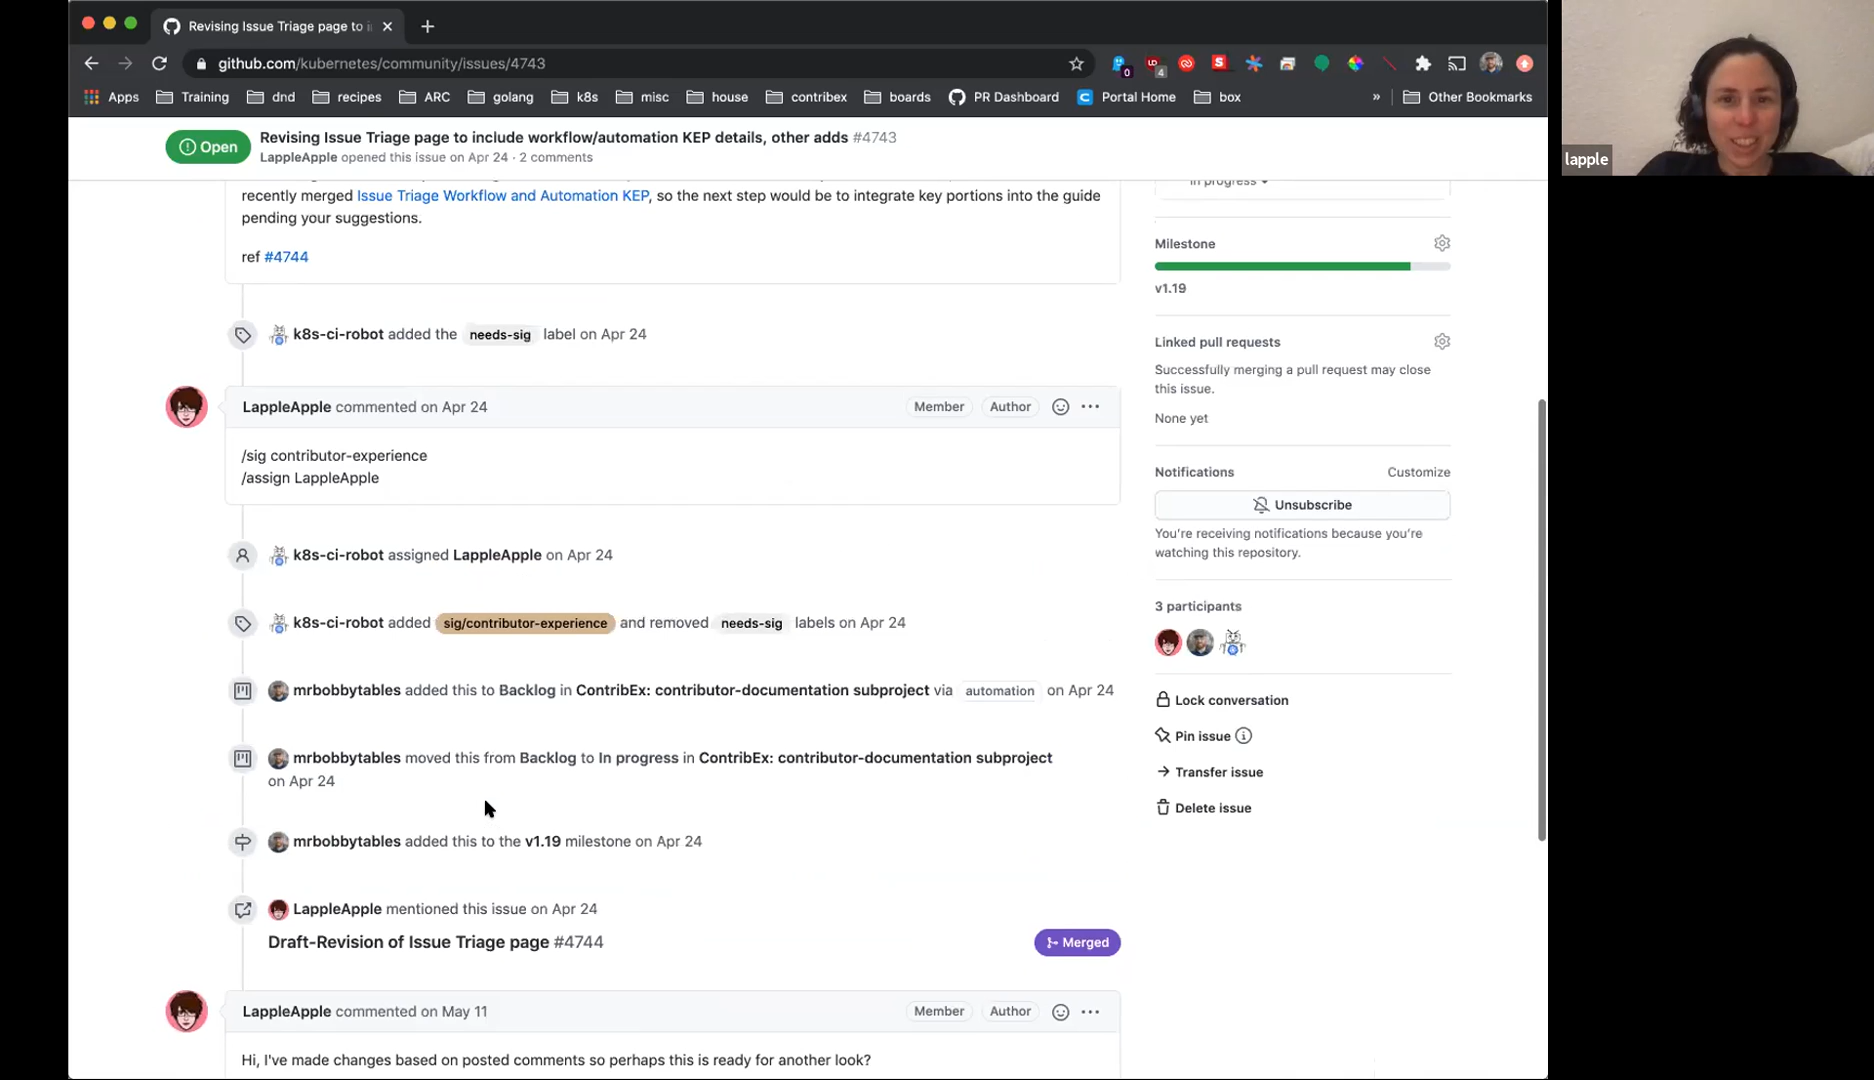 Revising Issue Triage page to i
github.com/kubernetes/community/issues/4743
0
4
Apps Training dnd recipes ARC golang k8s misc house contribex boards PR Dashboard Portal Home box » Other Bookmarks
lapple
Open
Revising Issue Triage page to include workflow/automation KEP details, other adds #4743
LappleApple opened this issue on Apr 24 · 2 comments
recently merged Issue Triage Workflow and Automation KEP, so the next step would be to integrate key portions into the guide
pending your suggestions.
ref #4744
k8s-ci-robot added the needs-sig label on Apr 24
LappleApple commented on Apr 24 Member Author
/sig contributor-experience
/assign LappleApple
k8s-ci-robot assigned LappleApple on Apr 24
k8s-ci-robot added sig/contributor-experience and removed needs-sig labels on Apr 24
mrbobbytables added this to Backlog in ContribEx: contributor-documentation subproject via automation on Apr 24
mrbobbytables moved this from Backlog to In progress in ContribEx: contributor-documentation subproject
on Apr 24
mrbobbytables added this to the v1.19 milestone on Apr 24
LappleApple mentioned this issue on Apr 24
Draft-Revision of Issue Triage page #4744
Merged
LappleApple commented on May 11 Member Author
Hi, I've made changes based on posted comments so perhaps this is ready for another look?
In progress
Milestone
v1.19
Linked pull requests
Successfully merging a pull request may close
this issue.
None yet
Notifications Customize
Unsubscribe
You're receiving notifications because you're
watching this repository.
3 participants
Lock conversation
Pin issue
Transfer issue
Delete issue